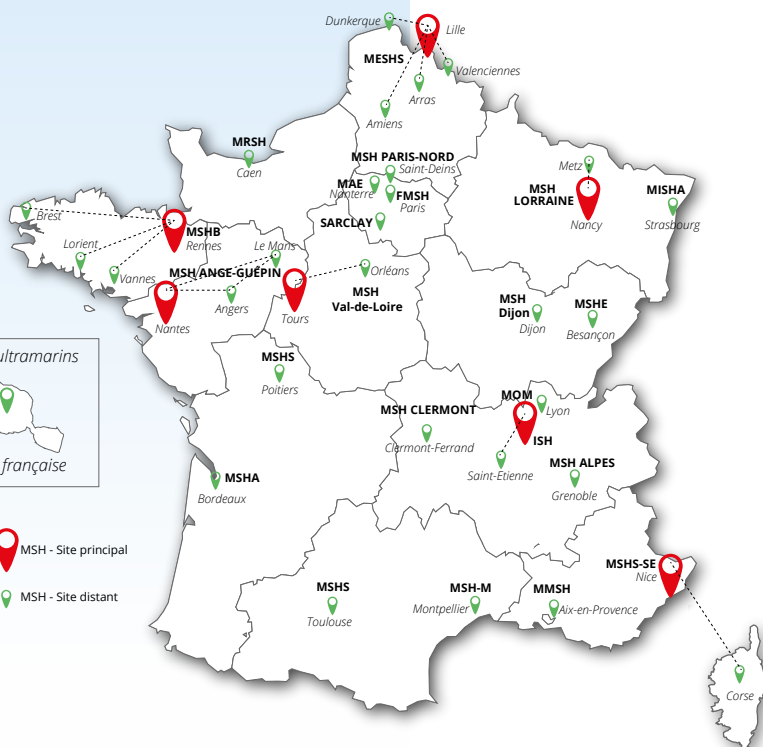 Dunkerque
Lille
MESHS
Valenciennes
Arras
Amiens
MRSH
Caen
MSH PARIS-NORD
Saint-Deins
MAE
Nanterre
FMSH
Paris
SARCLAY
Metz
MSH
LORRAINE
Nancy
MISHA
Strasbourg
Brest
MSHB
Rennes
Lorient
Vannes
Le Mans
MSH ANGE-GUÉPIN
Nantes
Angers
Tours
Orléans
MSH
Val-de-Loire
MSH
Dijon
Dijon
MSHE
Besançon
ultramarins
française
MSHS
Poitiers
MSH CLERMONT
Clermont-Ferrand
MOM
Lyon
ISH
Saint-Etienne
MSH ALPES
Grenoble
MSHA
Bordeaux
MSH - Site principal
MSH - Site distant
MSHS
Toulouse
MSH-M
Montpellier
MMSH
Aix-en-Provence
MSHS-SE
Nice
Corse